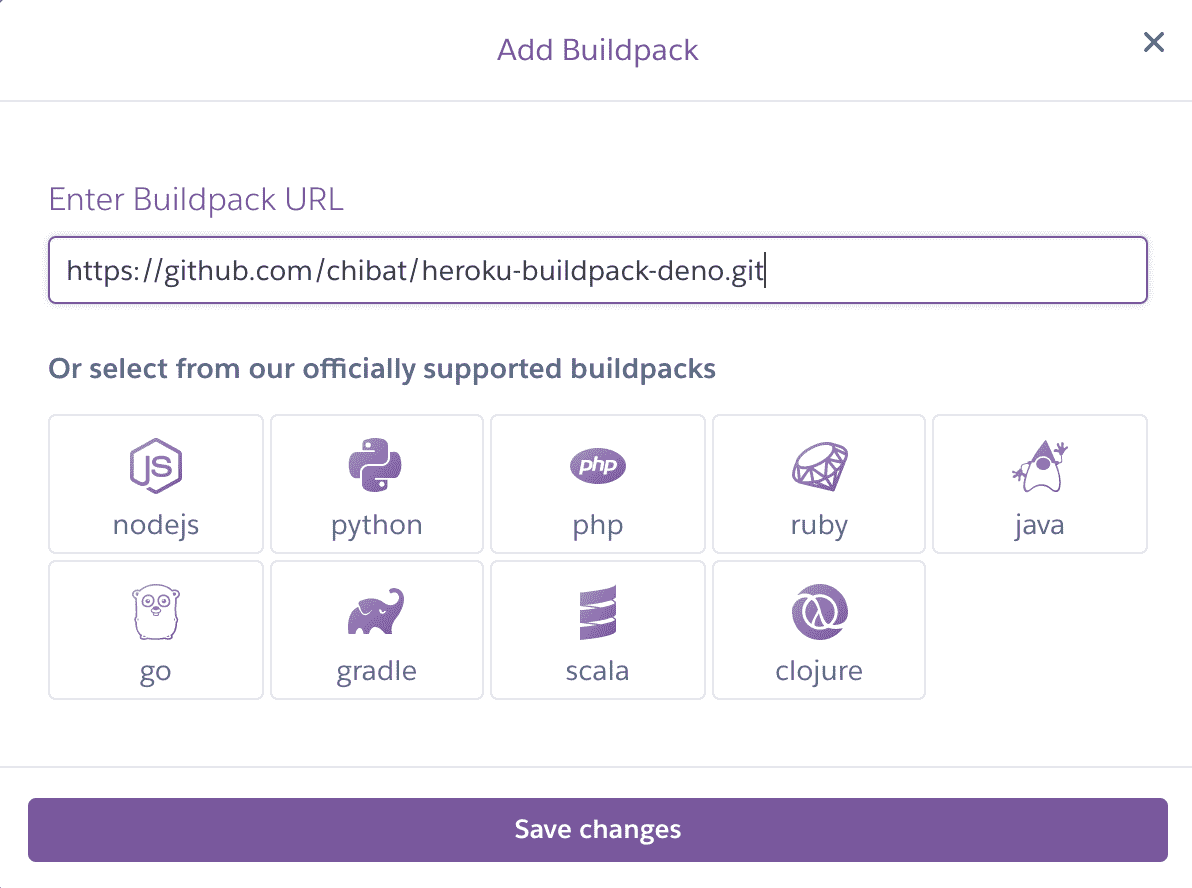 Add Buildpack
Enter Buildpack URL
https://github.com/chibat/heroku-buildpack-deno.git
Or select from our officially supported buildpacks
JS
php
nodejs python php ruby java
go gradle scala clojure
Save changes